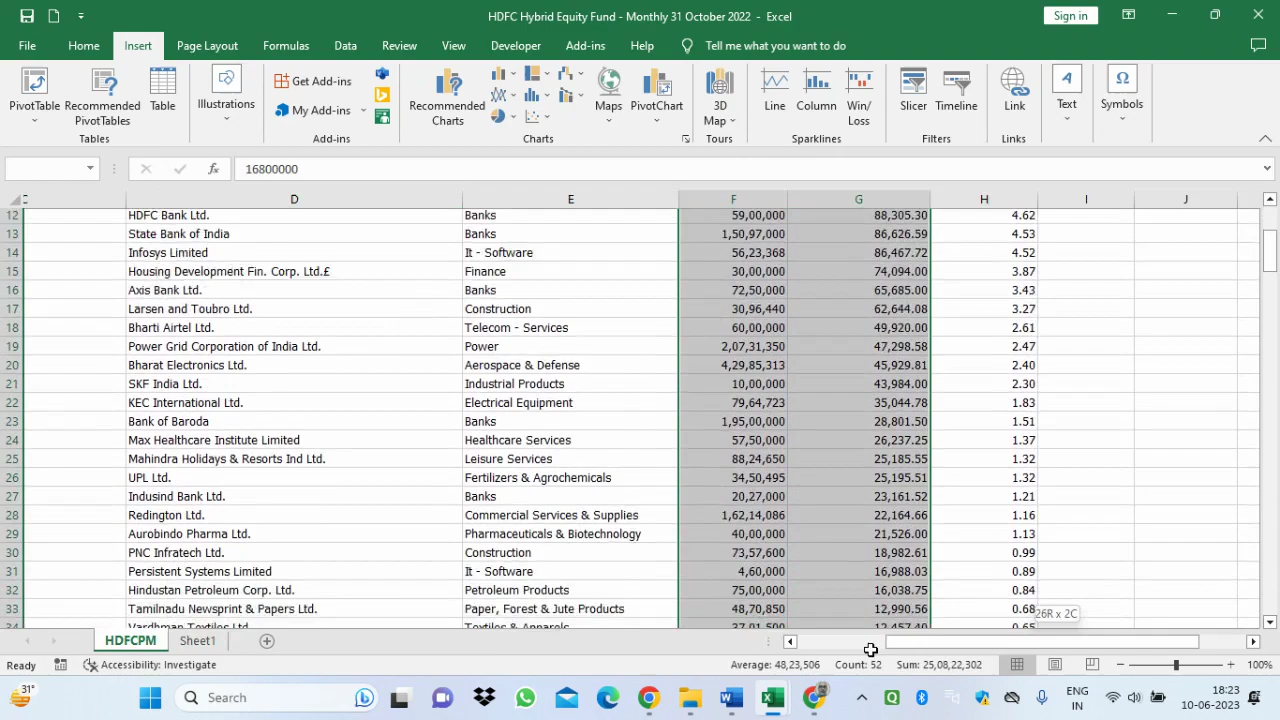 HDFC Hybrid Equity Fund - Monthly 31 October 2022 - Excel
Sign in
File Home Insert Page Layout Formulas Data Review View Developer Add-ins Help Tell me what you want to do
PivotTable Recommended PivotTables Table Illustrations Get Add-ins My Add-ins Recommended Charts Maps PivotChart 3D Map Line Column Win/Loss Slicer Timeline Link Text Symbols
Tables Add-ins Charts Tours Sparklines Filters Links
fx 16800000
D E F G H I J
12 HDFC Bank Ltd. Banks 59,00,000 88,305.30 4.62
13 State Bank of India Banks 1,50,97,000 86,626.59 4.53
14 Infosys Limited It - Software 56,23,368 86,467.72 4.52
15 Housing Development Fin. Corp. Ltd.£ Finance 30,00,000 74,094.00 3.87
16 Axis Bank Ltd. Banks 72,50,000 65,685.00 3.43
17 Larsen and Toubro Ltd. Construction 30,96,440 62,644.08 3.27
18 Bharti Airtel Ltd. Telecom - Services 60,00,000 49,920.00 2.61
19 Power Grid Corporation of India Ltd. Power 2,07,31,350 47,298.58 2.47
20 Bharat Electronics Ltd. Aerospace & Defense 4,29,85,313 45,929.81 2.40
21 SKF India Ltd. Industrial Products 10,00,000 43,984.00 2.30
22 KEC International Ltd. Electrical Equipment 79,64,723 35,044.78 1.83
23 Bank of Baroda Banks 1,95,00,000 28,801.50 1.51
24 Max Healthcare Institute Limited Healthcare Services 57,50,000 26,237.25 1.37
25 Mahindra Holidays & Resorts Ind Ltd. Leisure Services 88,24,650 25,185.55 1.32
26 UPL Ltd. Fertilizers & Agrochemicals 34,50,495 25,195.51 1.32
27 Indusind Bank Ltd. Banks 20,27,000 23,161.52 1.21
28 Redington Ltd. Commercial Services & Supplies 1,62,14,086 22,164.66 1.16
29 Aurobindo Pharma Ltd. Pharmaceuticals & Biotechnology 40,00,000 21,526.00 1.13
30 PNC Infratech Ltd. Construction 73,57,600 18,982.61 0.99
31 Persistent Systems Limited It - Software 4,60,000 16,988.03 0.89
32 Hindustan Petroleum Corp. Ltd. Petroleum Products 75,00,000 16,038.75 0.84
33 Tamilnadu Newsprint & Papers Ltd. Paper, Forest & Jute Products 48,70,850 12,990.56 0.68
26R x 2C
34 Vardhman Textiles Ltd. Textiles & Apparels 37,01,500 12,457.40 0.65
HDFCPM Sheet1
Ready Accessibility: Investigate Average: 48,23,506 Count: 52 Sum: 25,08,22,302 100%
31° Search ENG IN 18:23 10-06-2023